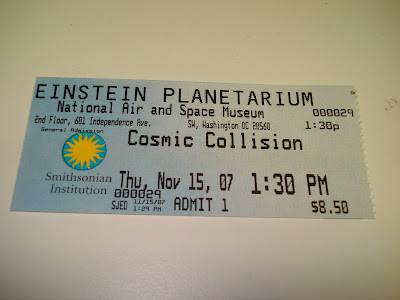 EINSTEIN PLANETARIUM
National Air and Space Museum 000029
2nd Floor, 601 Independence Ave. SW, Washington DC 20560 1:30p
General Admission
Cosmic Collision
Smithsonian
Institution
Thu, Nov 15, 07 1:30 PM
000029
SJED 11/15/07
1:29 PM
ADMIT 1
$8.50